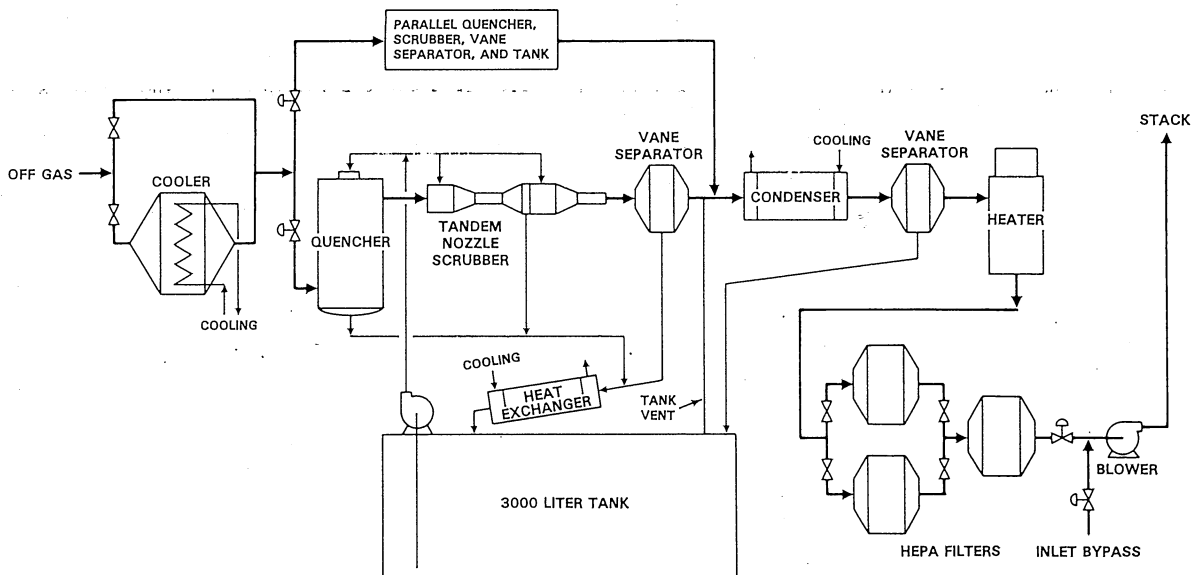 PARALLEL QUENCHER,
SCRUBBER, VANE
SEPARATOR, AND TANK
STACK
OFF GAS
COOLER
COOLING
QUENCHER
TANDEM
NOZZLE
SCRUBBER
VANE
SEPARATOR
COOLING
CONDENSER
VANE
SEPARATOR
HEATER
COOLING
HEAT
EXCHANGER
TANK
VENT
3000 LITER TANK
BLOWER
HEPA FILTERS
INLET BYPASS